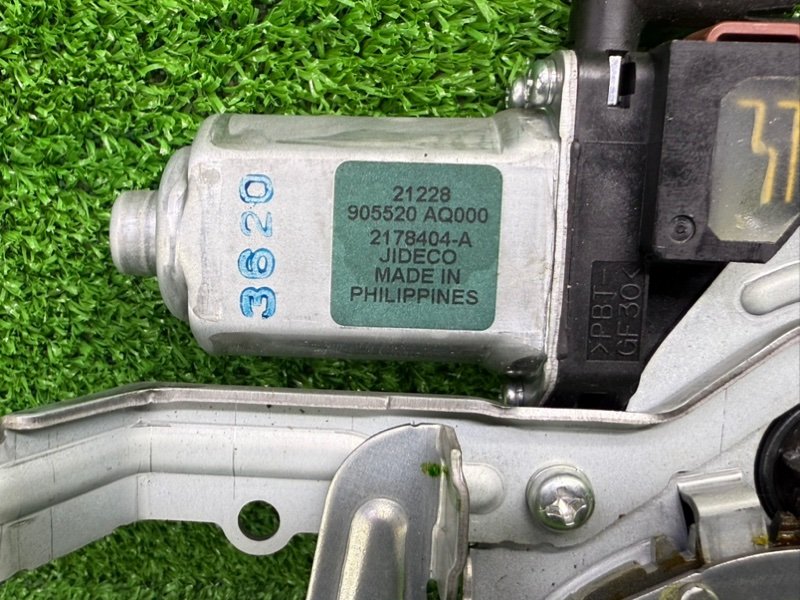 3620
21228
905520 AQ000
2178404-A
JIDECO
MADE IN
PHILIPPINES
>PBT
GF30<